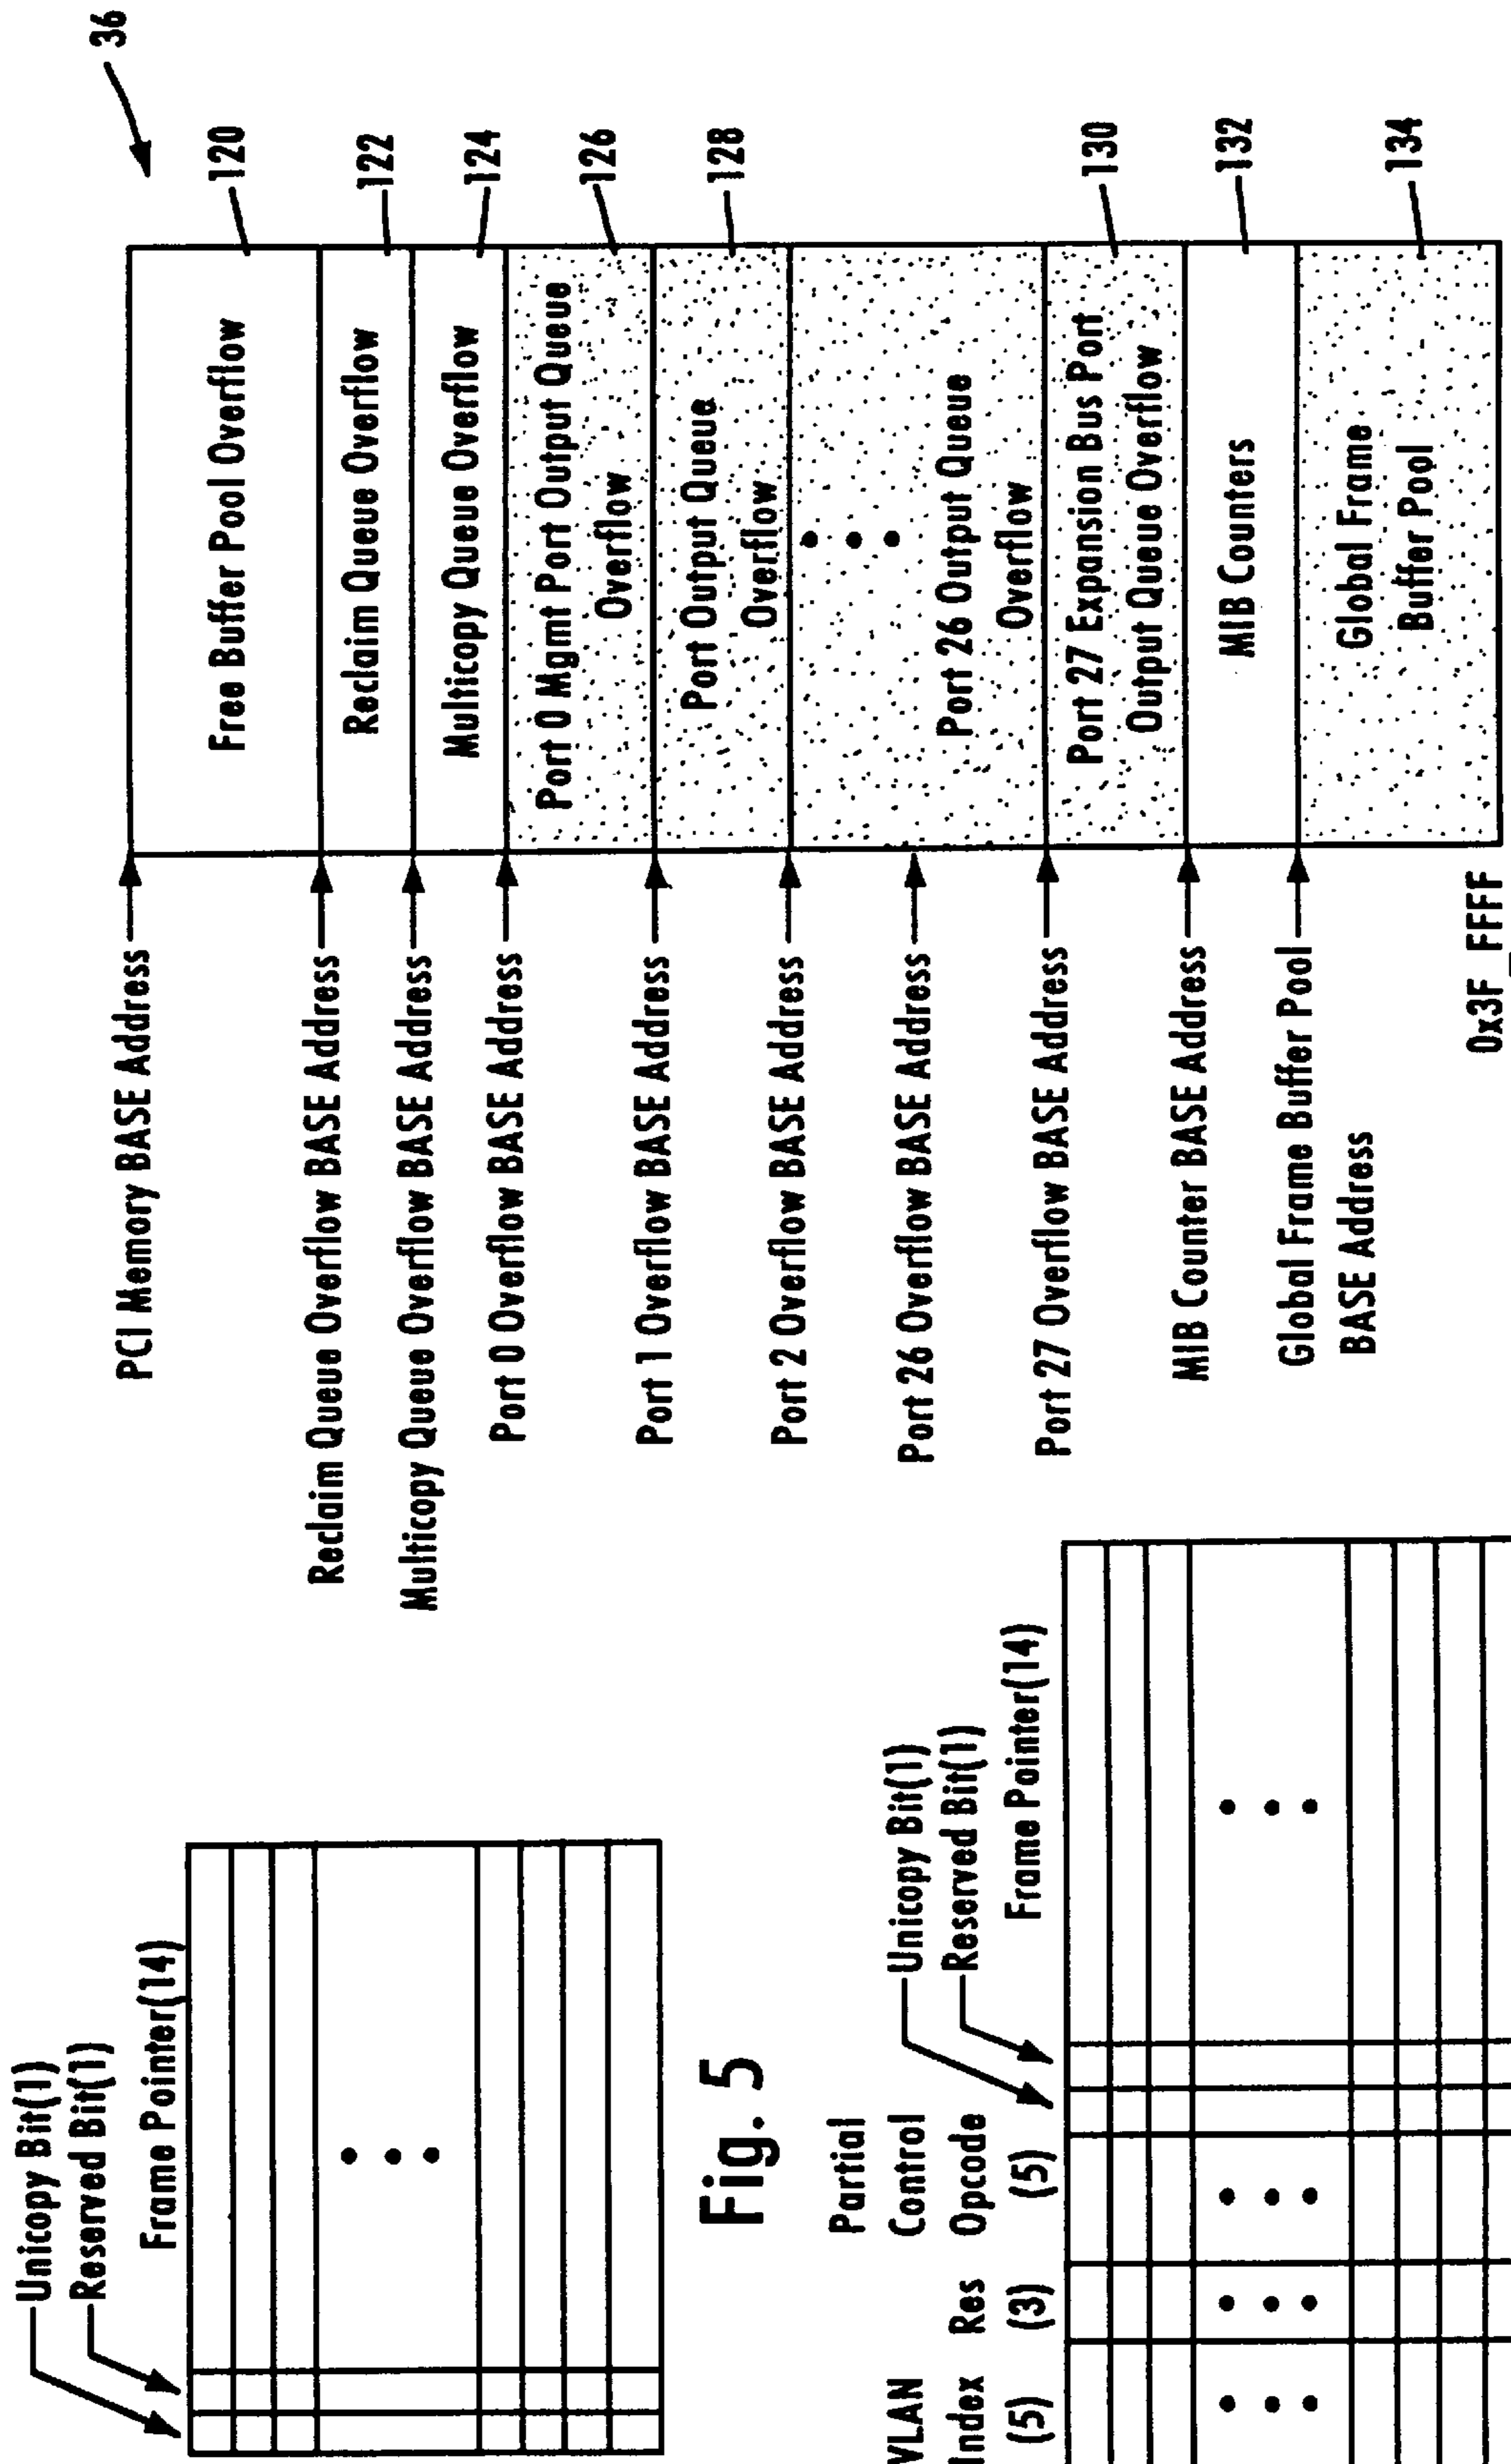 Unicopy Bit(1)
Reserved Bit(1)
Frame Pointer(14)
Fig. 5
VLAN
Index
(5)
Res
(3)
Partial
Control
Opcode
(5)
Unicopy Bit(1)
Reserved Bit(1)
Frame Pointer(14)
36
PCI Memory BASE Address
Reclaim Queue Overflow BASE Address
Multicopy Queue Overflow BASE Address
Port 0 Overflow BASE Address
Port 1 Overflow BASE Address
Port 2 Overflow BASE Address
Port 26 Overflow BASE Address
Port 27 Overflow BASE Address
MIB Counter BASE Address
Global Frame Buffer Pool
BASE Address
0x3F_FFFF
Free Buffer Pool Overflow
120
Reclaim Queue Overflow
122
Multicopy Queue Overflow
124
Port 0 Mgmt Port Output Queue
Overflow
126
Port Output Queue
Overflow
128
Port 26 Output Queue
Overflow
Port 27 Expansion Bus Port
Output Queue Overflow
130
MIB Counters
132
Global Frame
Buffer Pool
134